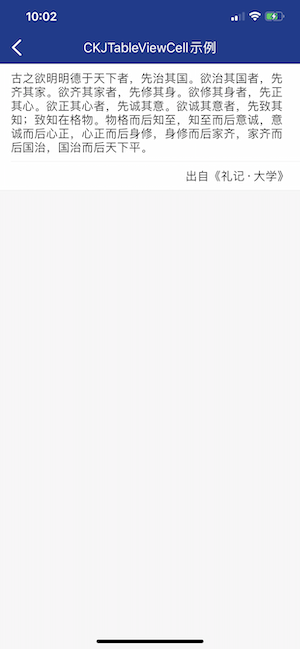 10:02
CKJTableViewCell示例
古之欲明明德于天下者，先治其国。欲治其国者，先
齐其家。欲齐其家者，先修其身。欲修其身者，先正
其心。欲正其心者，先诚其意。欲诚其意者，先致其
知；致知在格物。物格而后知至，知至而后意诚，意
诚而后心正，心正而后身修，身修而后家齐，家齐而
后国治，国治而后天下平。
出自《礼记 · 大学》